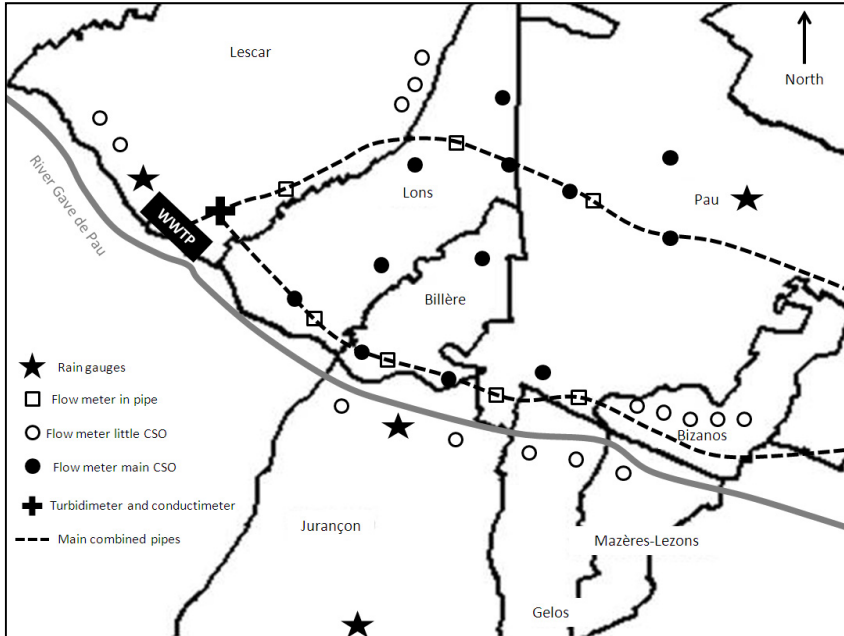 Lescar
North
River Gave de Pau
Lons
Pau
WWTP
Billère
Rain gauges
Flow meter in pipe
Flow meter little CSO
Flow meter main CSO
Turbidimeter and conductimeter
Main combined pipes
Bizanos
Jurançon
Mazères-Lezons
Gelos